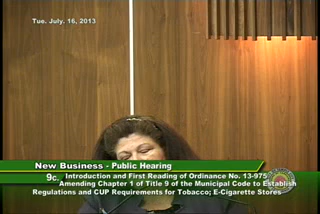 Tue. July. 16, 2013
New Business - Public Hearing
9c. Introduction and First Reading of Ordinance No. 13-975
Amending Chapter 1 of Title 9 of the Municipal Code to Establish
Regulations and CUP Requirements for Tobacco; E-Cigarette Stores